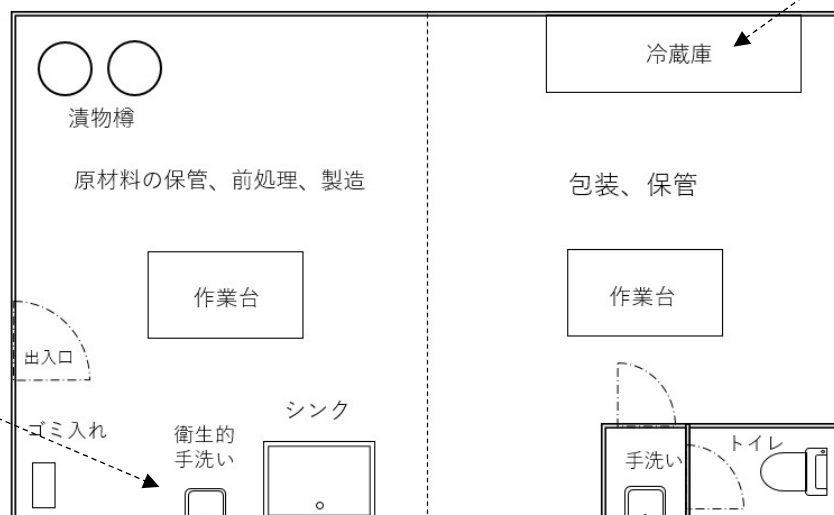 冷蔵庫
漬物樽
原材料の保管、前処理、製造
包装、保管
作業台
作業台
出入口
ゴミ入れ
シンク
衛生的
手洗い
手洗い
トイレ